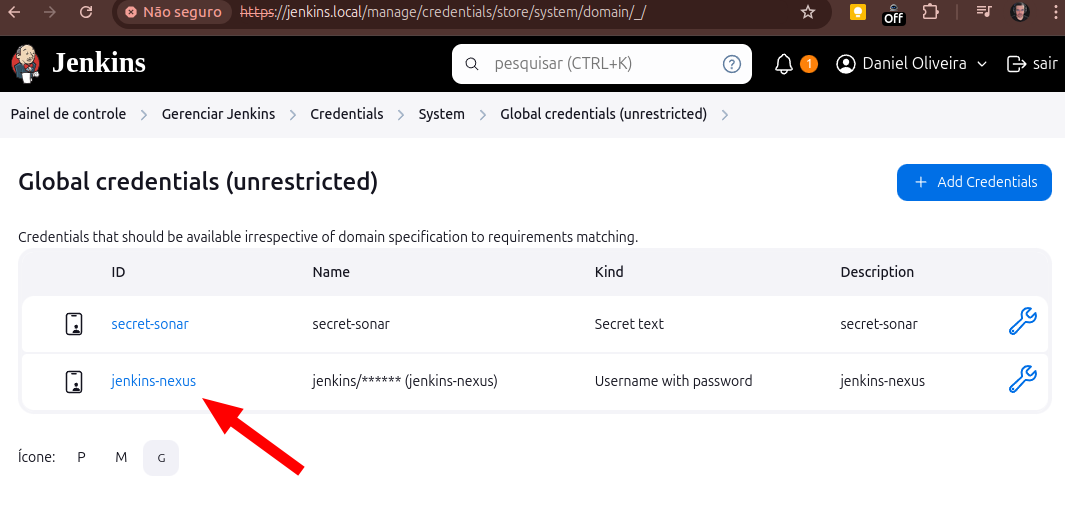 Não seguro https://jenkins.local/manage/credentials/store/system/domain/_/
Off
Jenkins
pesquisar (CTRL+K)
?
1
Daniel Oliveira
sair
Painel de controle > Gerenciar Jenkins > Credentials > System > Global credentials (unrestricted) >
Global credentials (unrestricted)
+ Add Credentials
Credentials that should be available irrespective of domain specification to requirements matching.
ID Name Kind Description
secret-sonar secret-sonar Secret text secret-sonar
jenkins-nexus jenkins/****** (jenkins-nexus) Username with password jenkins-nexus
Ícone: P M G